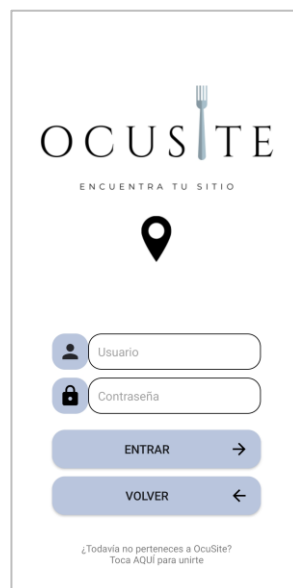 OCUSITE
ENCUENTRA TU SITIO
Usuario
Contraseña
ENTRAR
VOLVER
¿Todavía no perteneces a OcuSite?
Toca AQUÍ para unirte